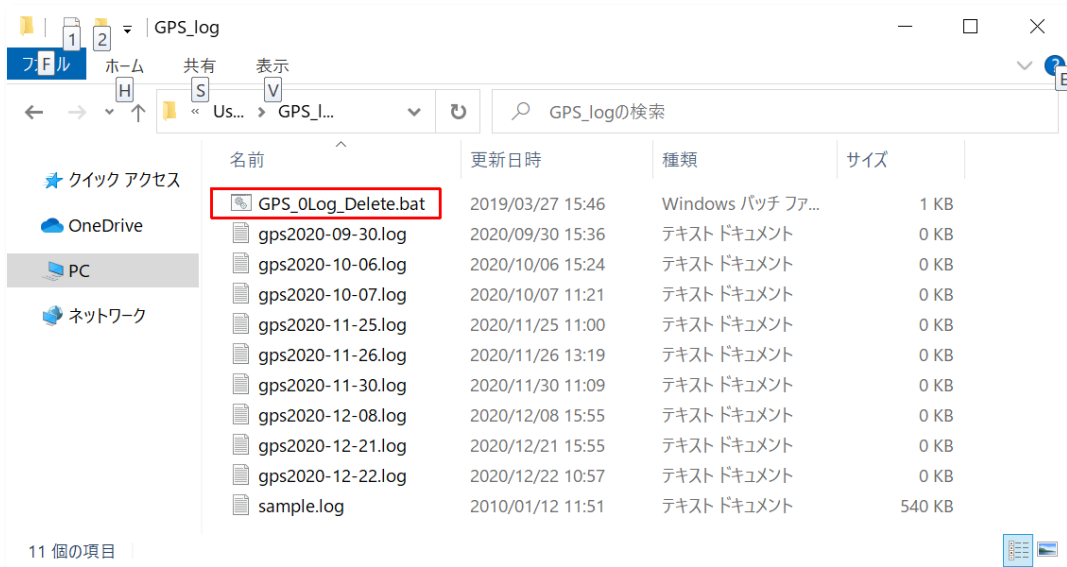 1 2 GPS_log
ファイル ホーム 共有 表示
F H S V
Us... GPS_l... GPS_logの検索
名前 更新日時 種類 サイズ
クイック アクセス
OneDrive
PC
ネットワーク
GPS_0Log_Delete.bat 2019/03/27 15:46 Windows バッチ ファ... 1 KB
gps2020-09-30.log 2020/09/30 15:36 テキスト ドキュメント 0 KB
gps2020-10-06.log 2020/10/06 15:24 テキスト ドキュメント 0 KB
gps2020-10-07.log 2020/10/07 11:21 テキスト ドキュメント 0 KB
gps2020-11-25.log 2020/11/25 11:00 テキスト ドキュメント 0 KB
gps2020-11-26.log 2020/11/26 13:19 テキスト ドキュメント 0 KB
gps2020-11-30.log 2020/11/30 11:09 テキスト ドキュメント 0 KB
gps2020-12-08.log 2020/12/08 15:55 テキスト ドキュメント 0 KB
gps2020-12-21.log 2020/12/21 15:55 テキスト ドキュメント 0 KB
gps2020-12-22.log 2020/12/22 10:57 テキスト ドキュメント 0 KB
sample.log 2010/01/12 11:51 テキスト ドキュメント 540 KB
11 個の項目